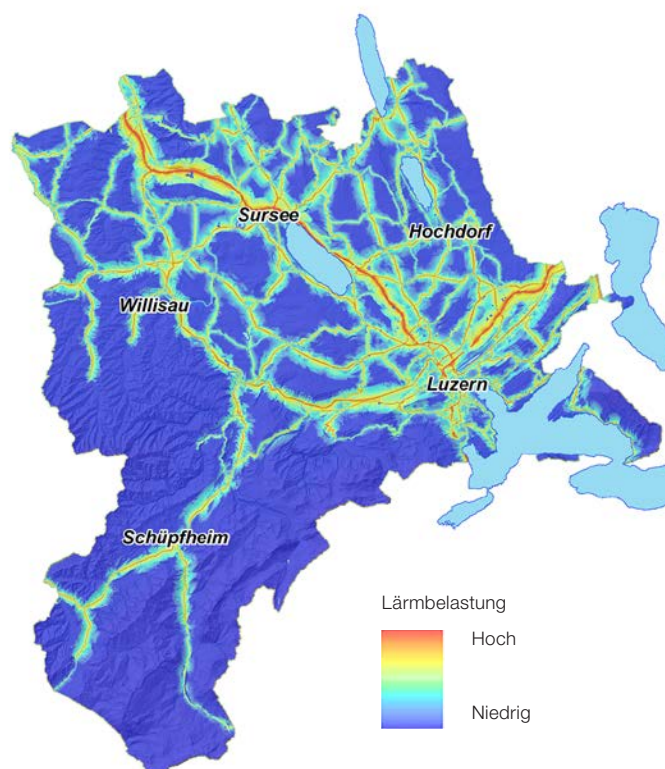 Sursee
Hochdorf
Willisau
Luzern
Schüpfheim
Lärmbelastung
Hoch
Niedrig